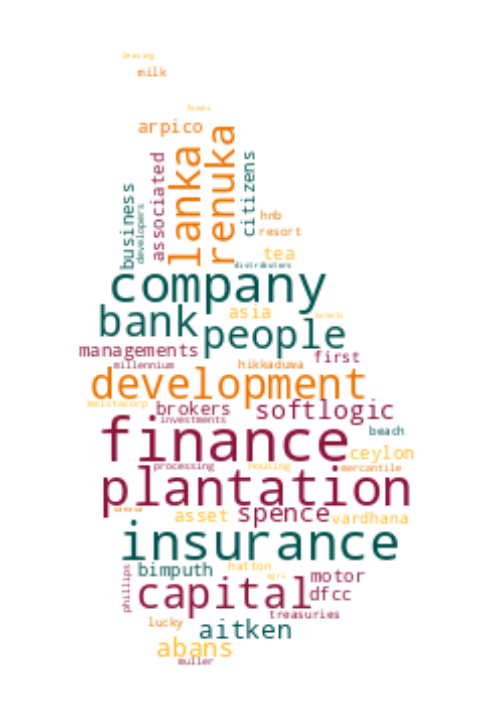 leasing
milk
foods
arpico
lanka
renuka
associated
citizens
business
developers
hnb
resort
tea
distributors
company
bank
asia
hotels
people
managements
first
millennium
hikkaduwa
development
melstacorp
brokers
softlogic
investments
beach
finance
ceylon
processing
housing
mercantile
plantation
asset
spence
vardhana
insurance
bimputh
hatton
agri
motor
phillips
capital
dfcc
treasuries
lucky
aitken
abans
muller